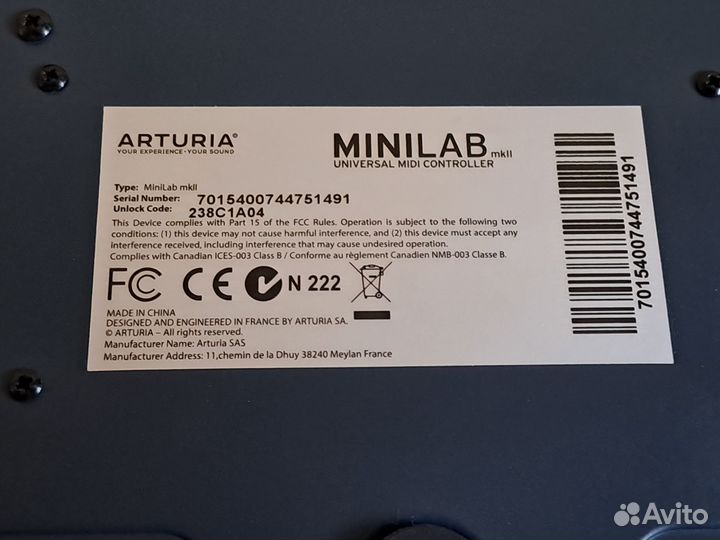 ARTURIA®
YOUR EXPERIENCE • YOUR SOUND
MINILAB mkII
UNIVERSAL MIDI CONTROLLER
Type: MiniLab mkII
Serial Number: 7015400744751491
Unlock Code: 238C1A04
This Device complies with Part 15 of the FCC Rules. Operation is subject to the following two
conditions: (1) this device may not cause harmful interference, and (2) this device must accept any
interference received, including interference that may cause undesired operation.
Complies with Canadian ICES-003 Class B / Conforme au règlement Canadien NMB-003 Classe B.
FC CE N 222
MADE IN CHINA
DESIGNED AND ENGINEERED IN FRANCE BY ARTURIA SA.
© ARTURIA – All rights reserved.
Manufacturer Name: Arturia SAS
Manufacturer Address: 11,chemin de la Dhuy 38240 Meylan France
7015400744751491
Avito